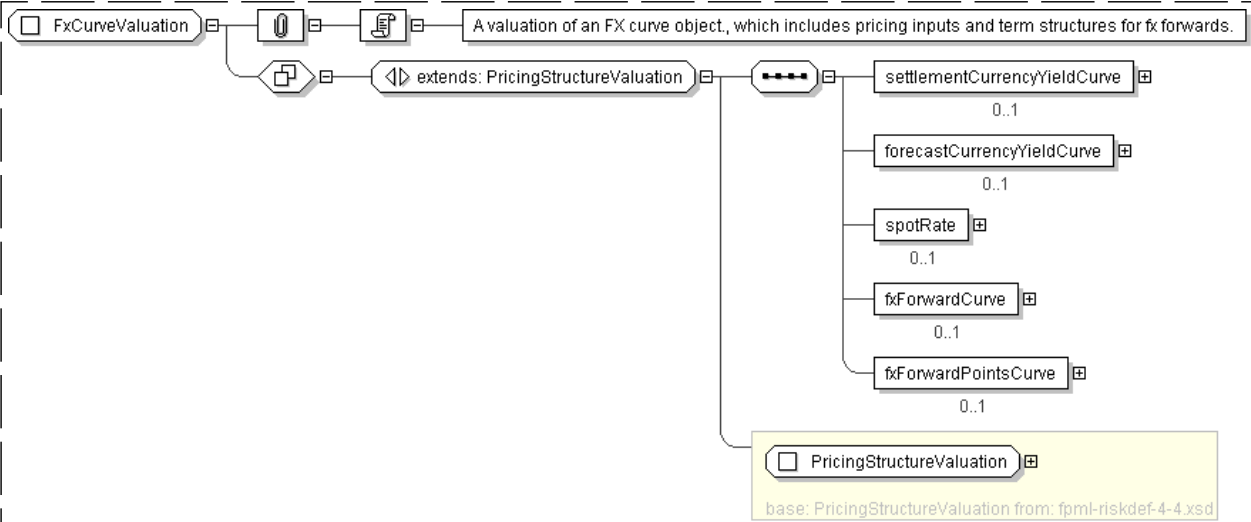 FxCurveValuation
A valuation of an FX curve object., which includes pricing inputs and term structures for fx forwards.
extends: PricingStructureValuation
settlementCurrencyYieldCurve
0..1
forecastCurrencyYieldCurve
0..1
spotRate
0..1
fxForwardCurve
0..1
fxForwardPointsCurve
0..1
PricingStructureValuation
base: PricingStructureValuation from: fpml-riskdef-4-4.xsd